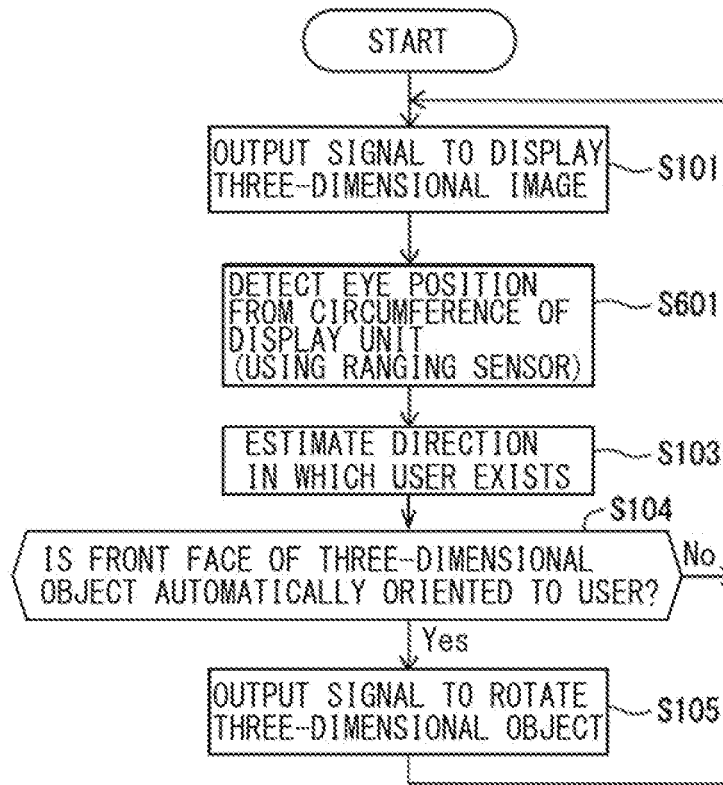 START
OUTPUT SIGNAL TO DISPLAY
THREE-DIMENSIONAL IMAGE
S101
DETECT EYE POSITION
FROM CIRCUMFERENCE OF
DISPLAY UNIT
(USING RANGING SENSOR)
S601
ESTIMATE DIRECTION
IN WHICH USER EXISTS
S103
S104
IS FRONT FACE OF THREE-DIMENSIONAL
OBJECT AUTOMATICALLY ORIENTED TO USER?
No
Yes
OUTPUT SIGNAL TO ROTATE
THREE-DIMENSIONAL OBJECT
S105